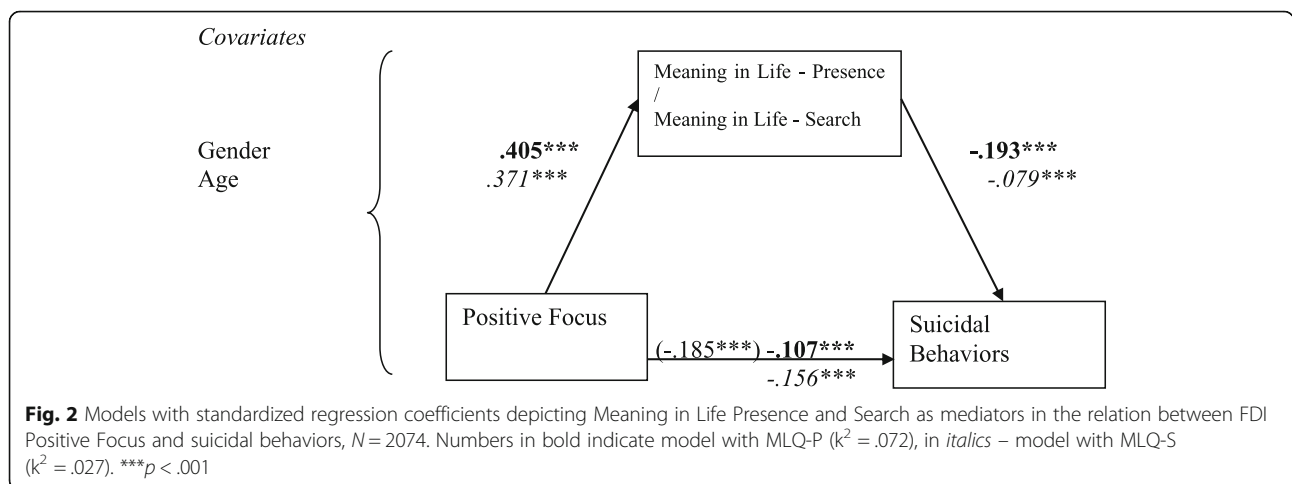 Covariates
Meaning in Life - Presence
/
Meaning in Life - Search
Gender
Age
.405***
.371***
-.193***
-.079***
Positive Focus
(-.185***) -.107***
-.156***
Suicidal
Behaviors
Fig. 2 Models with standardized regression coefficients depicting Meaning in Life Presence and Search as mediators in the relation between FDI
Positive Focus and suicidal behaviors, N = 2074. Numbers in bold indicate model with MLQ-P (k² = .072), in italics – model with MLQ-S
(k² = .027). ***p < .001